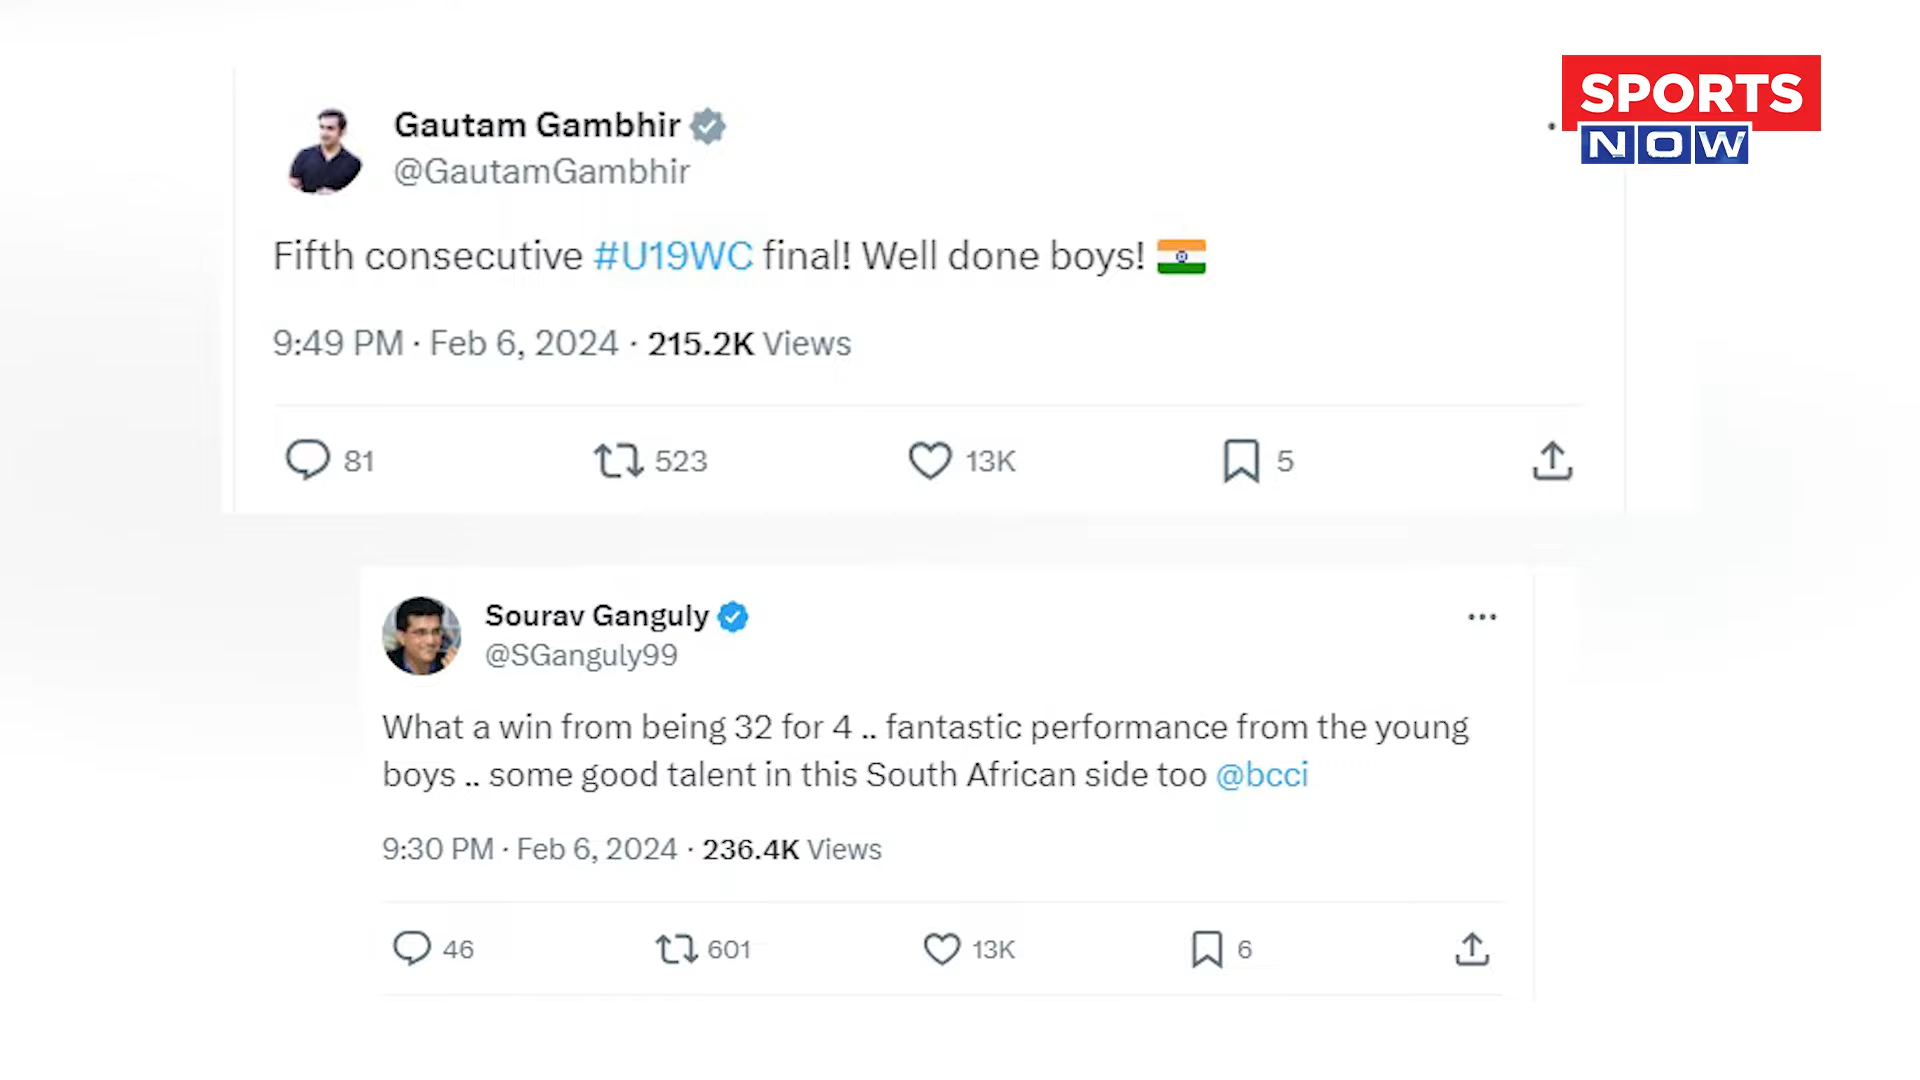 SPORTS
NOW
Gautam Gambhir
@GautamGambhir
Fifth consecutive #U19WC final! Well done boys! 🇮🇳
9:49 PM · Feb 6, 2024 · 215.2K Views
81 523 13K 5
Sourav Ganguly
@SGanguly99
What a win from being 32 for 4 .. fantastic performance from the young
boys .. some good talent in this South African side too @bcci
9:30 PM · Feb 6, 2024 · 236.4K Views
46 601 13K 6